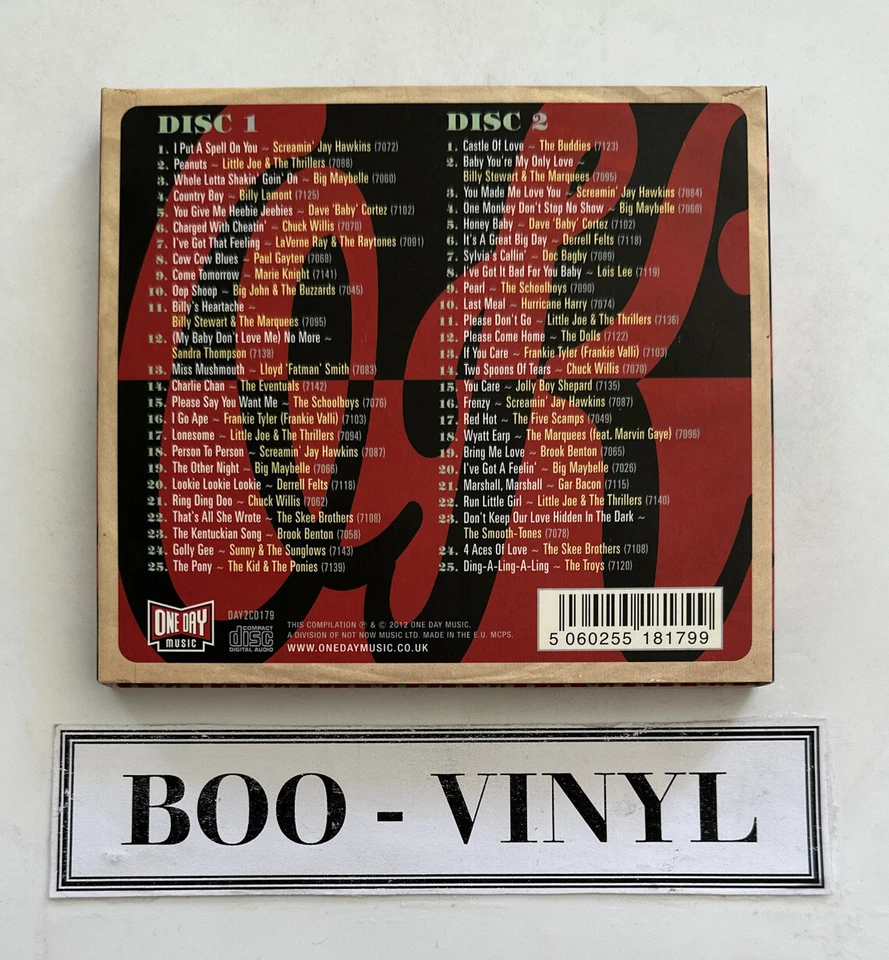 DISC 1
1. I Put A Spell On You ~ Screamin' Jay Hawkins (7072)
2. Peanuts ~ Little Joe & The Thrillers (7088)
3. Whole Lotta Shakin' Goin' On ~ Big Maybelle (7060)
4. Country Boy ~ Billy Lamont (7125)
5. You Give Me Heebie Jeebies ~ Dave 'Baby' Cortez (7102)
6. Charged With Cheatin' ~ Chuck Willis (7070)
7. I've Got That Feeling ~ LaVerne Ray & The Raytones (7091)
8. Cow Cow Blues ~ Paul Gayten (7068)
9. Come Tomorrow ~ Marie Knight (7141)
10. Oop Shoop ~ Big John & The Buzzards (7045)
11. Billy's Heartache ~
Billy Stewart & The Marquees (7095)
12. (My Baby Don't Love Me) No More ~
Sandra Thompson (7138)
13. Miss Mushmouth ~ Lloyd 'Fatman' Smith (7083)
14. Charlie Chan ~ The Eventuals (7142)
15. Please Say You Want Me ~ The Schoolboys (7076)
16. I Go Ape ~ Frankie Tyler (Frankie Valli) (7103)
17. Lonesome ~ Little Joe & The Thrillers (7094)
18. Person To Person ~ Screamin' Jay Hawkins (7087)
19. The Other Night ~ Big Maybelle (7066)
20. Lookie Lookie Lookie ~ Derrell Felts (7118)
21. Ring Ding Doo ~ Chuck Willis (7062)
22. That's All She Wrote ~ The Skee Brothers (7108)
23. The Kentuckian Song ~ Brook Benton (7058)
24. Golly Gee ~ Sunny & The Sunglows (7143)
25. The Pony ~ The Kid & The Ponies (7139)
DISC 2
1. Castle Of Love ~ The Buddies (7123)
2. Baby You're My Only Love ~
Billy Stewart & The Marquees (7095)
3. You Made Me Love You ~ Screamin' Jay Hawkins (7084)
4. One Monkey Don't Stop No Show ~ Big Maybelle (7060)
5. Honey Baby ~ Dave 'Baby' Cortez (7102)
6. It's A Great Big Day ~ Derrell Felts (7118)
7. Sylvia's Callin' ~ Doc Bagby (7089)
8. I've Got It Bad For You Baby ~ Lois Lee (7119)
9. Pearl ~ The Schoolboys (7090)
10. Last Meal ~ Hurricane Harry (7074)
11. Please Don't Go ~ Little Joe & The Thrillers (7136)
12. Please Come Home ~ The Dolls (7122)
13. If You Care ~ Frankie Tyler (Frankie Valli) (7103)
14. Two Spoons Of Tears ~ Chuck Willis (7070)
15. You Care ~ Jolly Boy Shepard (7135)
16. Frenzy ~ Screamin' Jay Hawkins (7087)
17. Red Hot ~ The Five Scamps (7049)
18. Wyatt Earp ~ The Marquees (feat. Marvin Gaye) (7096)
19. Bring Me Love ~ Brook Benton (7065)
20. I've Got A Feelin' ~ Big Maybelle (7026)
21. Marshall, Marshall ~ Gar Bacon (7115)
22. Run Little Girl ~ Little Joe & The Thrillers (7140)
23. Don't Keep Our Love Hidden In The Dark ~
The Smooth-Tones (7078)
24. 4 Aces Of Love ~ The Skee Brothers (7108)
25. Ding-A-Ling-A-Ling ~ The Troys (7120)
ONE DAY
MUSIC
DAY2CD179
COMPACT
disc
DIGITAL AUDIO
THIS COMPILATION ℗ & © 2012 ONE DAY MUSIC,
A DIVISION OF NOT NOW MUSIC LTD. MADE IN THE E.U. MCPS.
WWW.ONEDAYMUSIC.CO.UK
5 060255 181799
BOO - VINYL